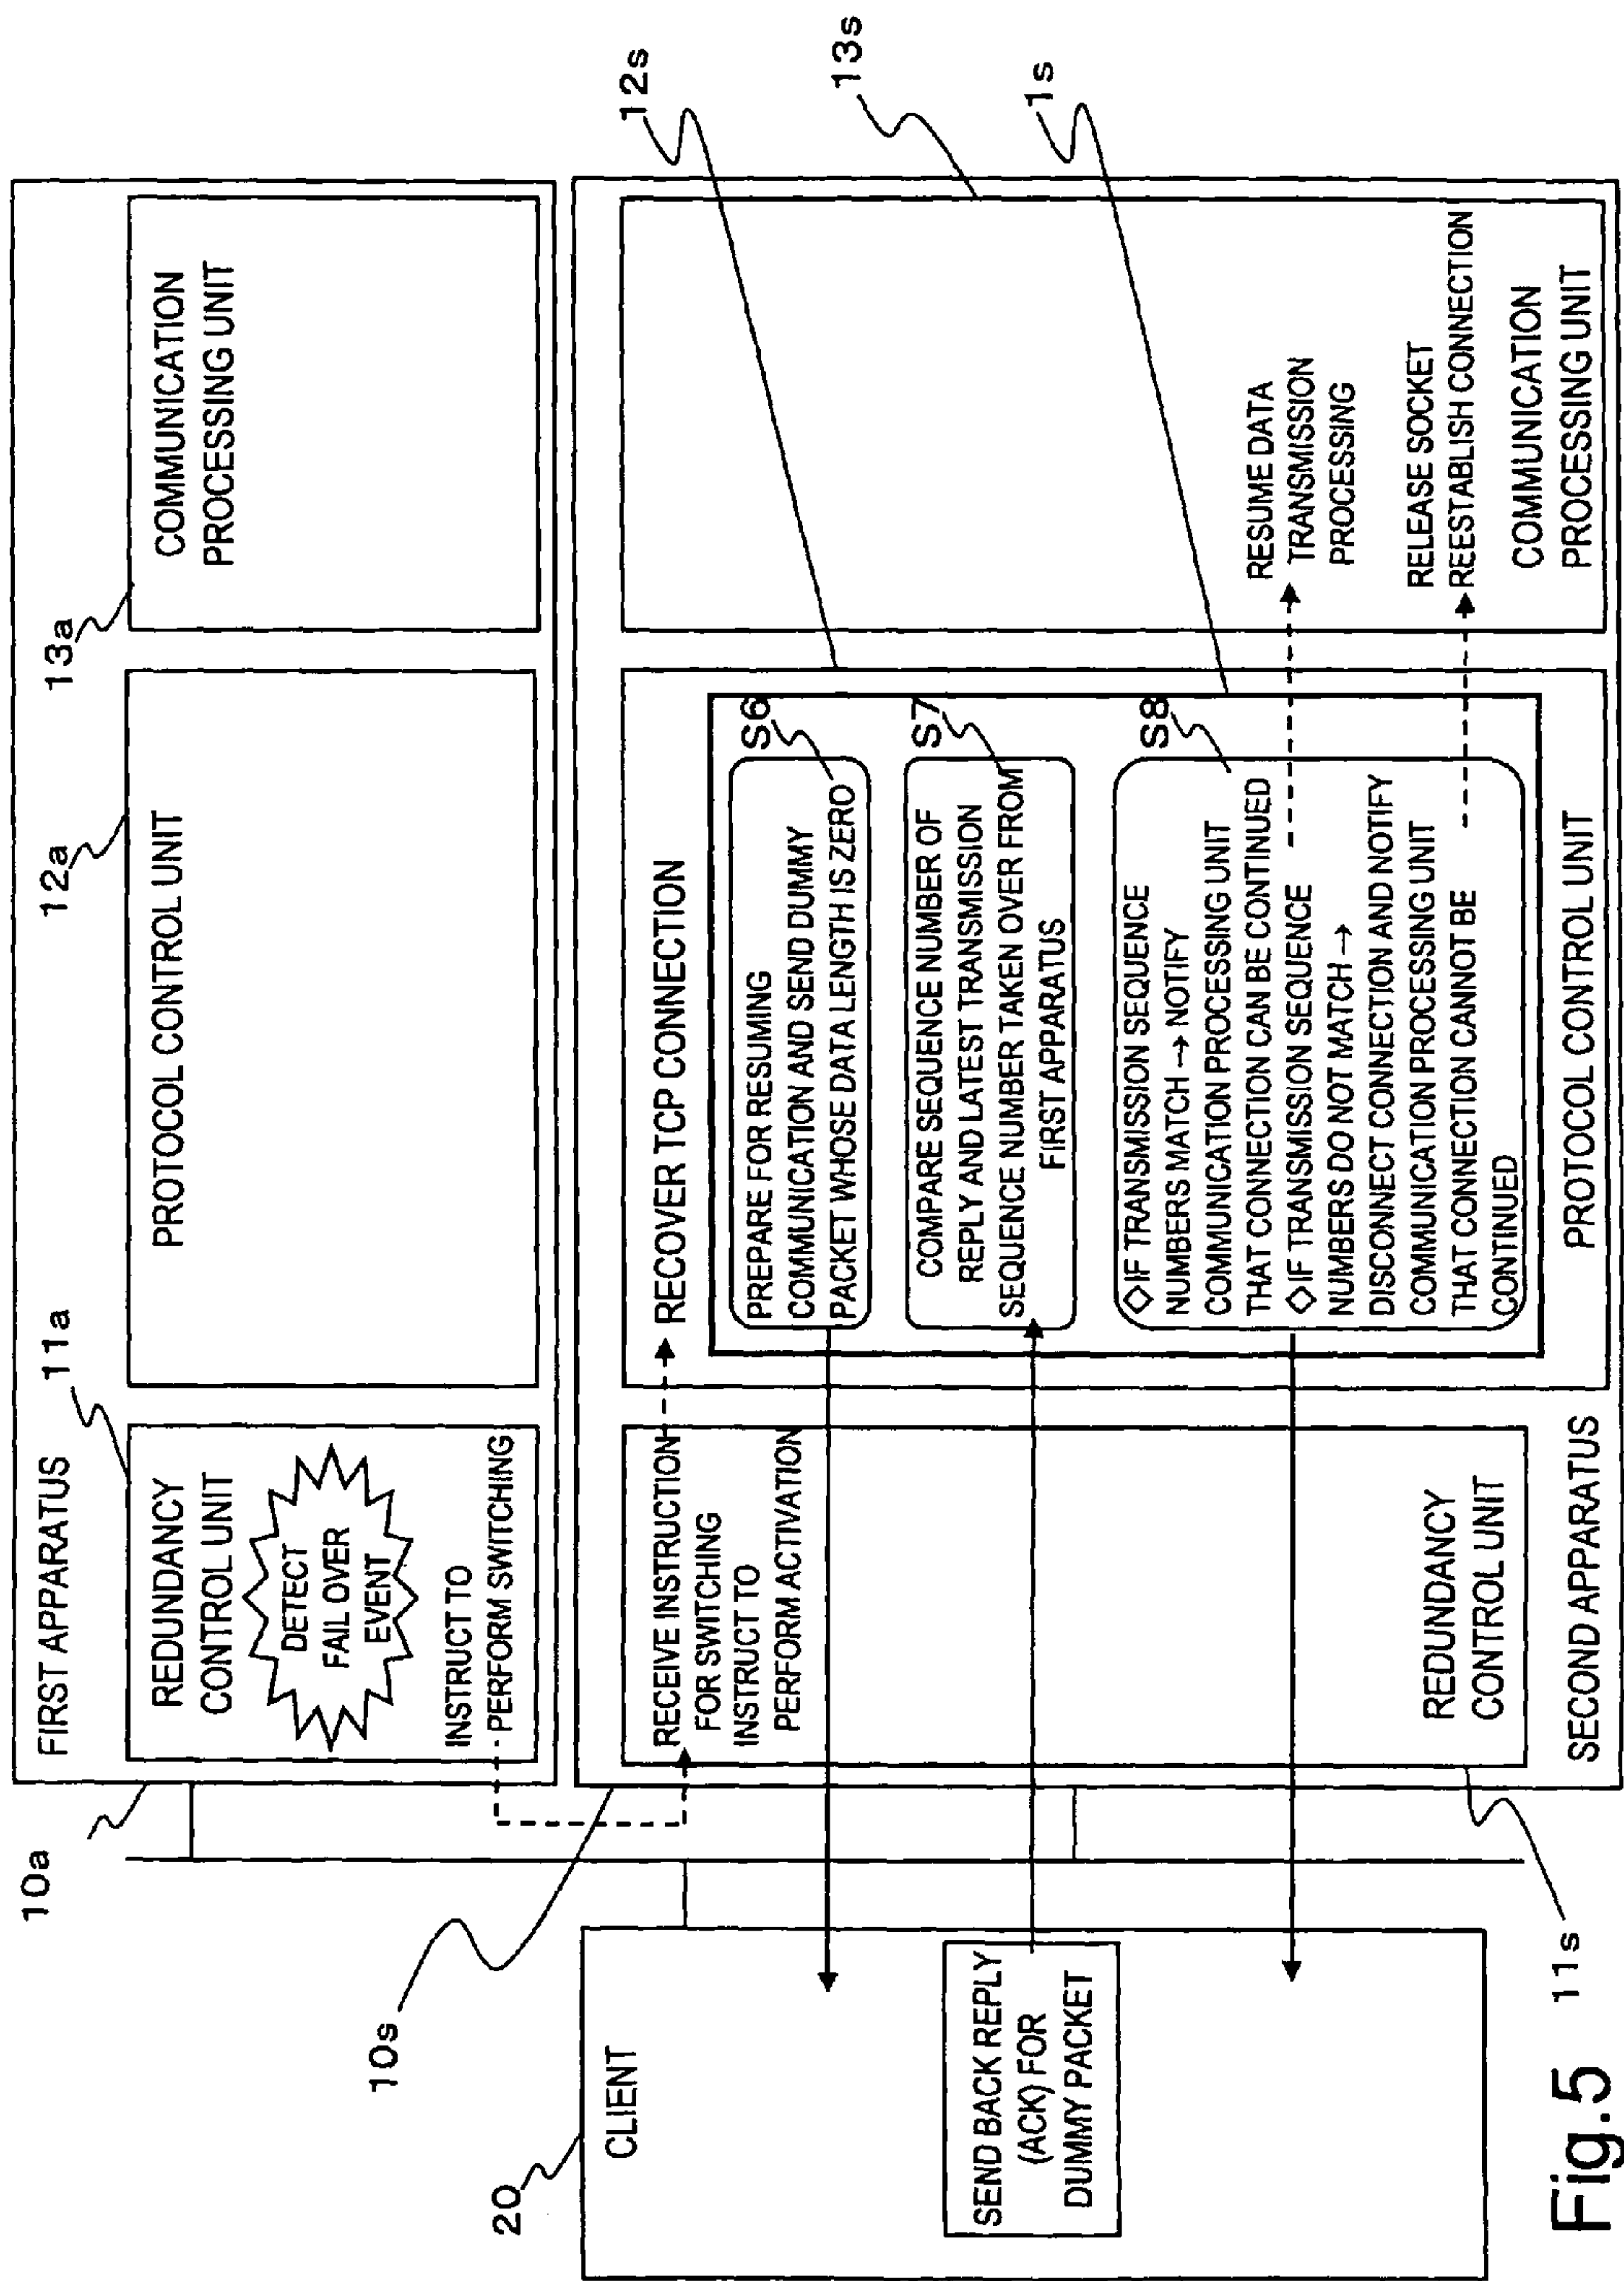 FIRST APPARATUS
10a
11a
REDUNDANCY
CONTROL UNIT
DETECT
FAIL OVER
EVENT
INSTRUCT TO
PERFORM SWITCHING
12a
PROTOCOL CONTROL UNIT
13a
COMMUNICATION
PROCESSING UNIT
20
CLIENT
SEND BACK REPLY
(ACK) FOR
DUMMY PACKET
10s
RECEIVE INSTRUCTION
FOR SWITCHING
INSTRUCT TO
PERFORM ACTIVATION
REDUNDANCY
CONTROL UNIT
11s
SECOND APPARATUS
RECOVER TCP CONNECTION
12s
S6
PREPARE FOR RESUMING
COMMUNICATION AND SEND DUMMY
PACKET WHOSE DATA LENGTH IS ZERO
S7
COMPARE SEQUENCE NUMBER OF
REPLY AND LATEST TRANSMISSION
SEQUENCE NUMBER TAKEN OVER FROM
FIRST APPARATUS
S8
◇IF TRANSMISSION SEQUENCE
NUMBERS MATCH → NOTIFY
COMMUNICATION PROCESSING UNIT
THAT CONNECTION CAN BE CONTINUED
◇IF TRANSMISSION SEQUENCE
NUMBERS DO NOT MATCH →
DISCONNECT CONNECTION AND NOTIFY
COMMUNICATION PROCESSING UNIT
THAT CONNECTION CANNOT BE
CONTINUED
PROTOCOL CONTROL UNIT
13s
1s
RESUME DATA
TRANSMISSION
PROCESSING
RELEASE SOCKET
REESTABLISH CONNECTION
COMMUNICATION
PROCESSING UNIT
Fig.5